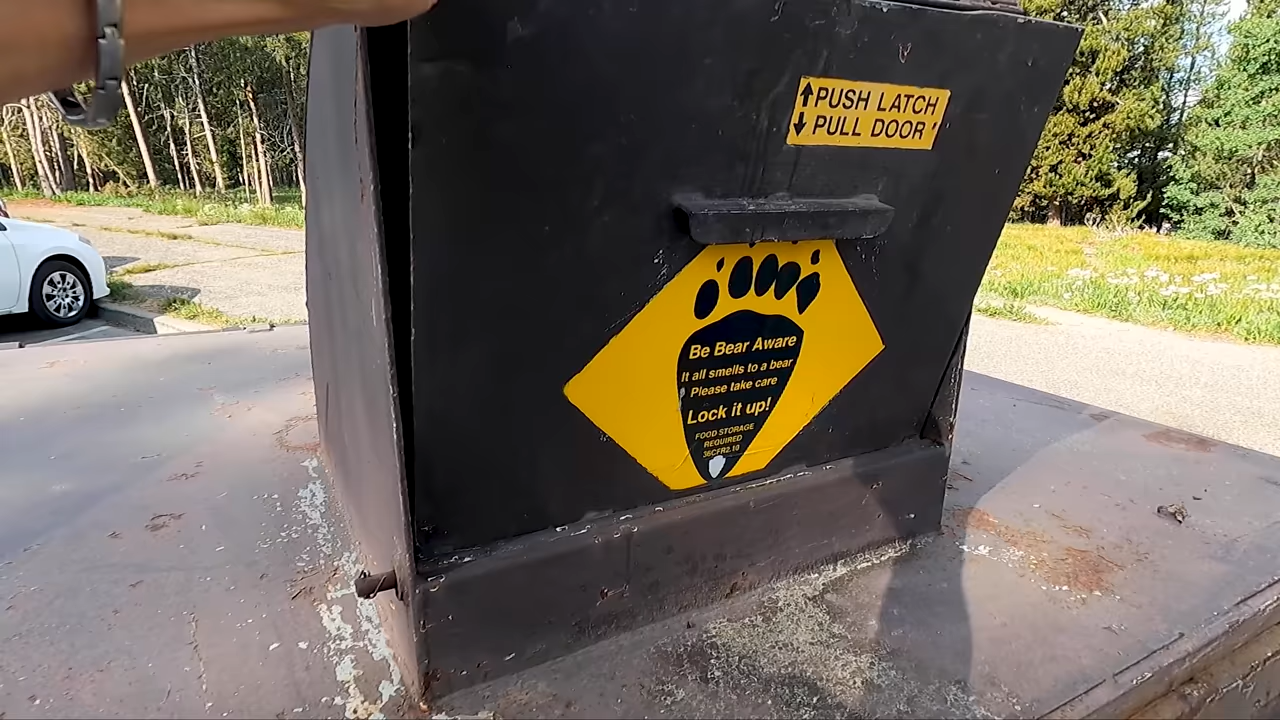 ↑PUSH LATCH
↓ PULL DOOR
Be Bear Aware
It all smells to a bear
Please take care
Lock it up!
FOOD STORAGE
REQUIRED
36CFR2.10